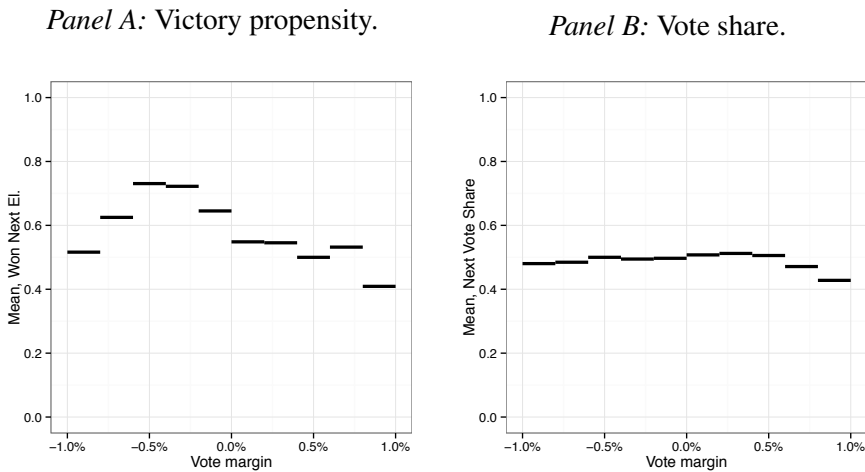 Panel A: Victory propensity.
Mean, Won Next El.
1.0
0.8
0.6
0.4
0.2
0.0
−1.0% −0.5% 0.0% 0.5% 1.0%
Vote margin
Panel B: Vote share.
Mean, Next Vote Share
1.0
0.8
0.6
0.4
0.2
0.0
−1.0% −0.5% 0.0% 0.5% 1.0%
Vote margin